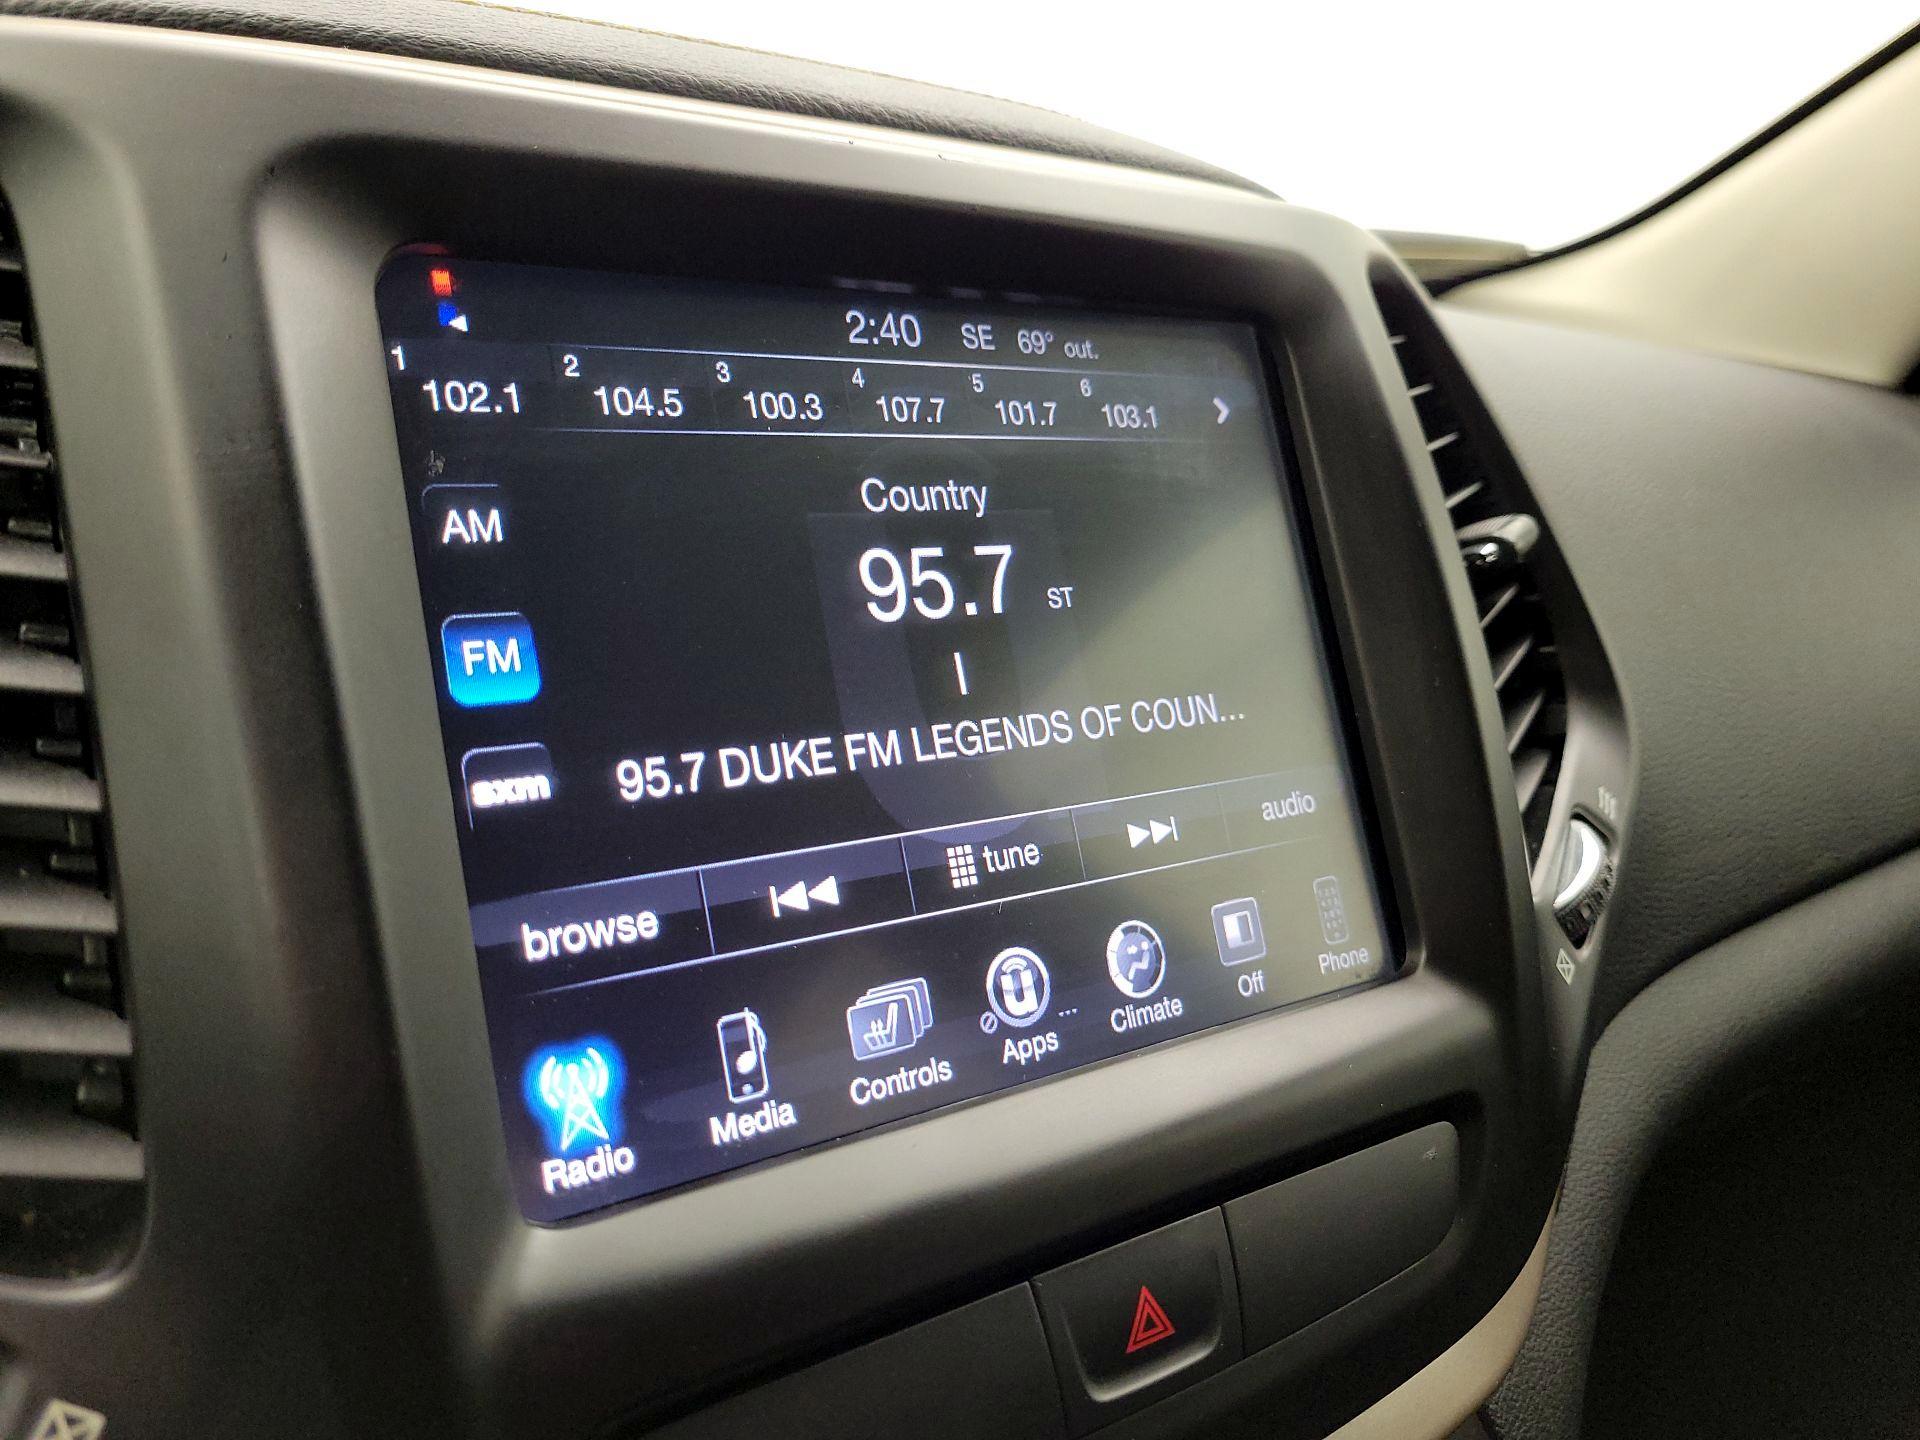 2:40 SE 69° out.
1 102.1 2 104.5 3 100.3 4 107.7 5 101.7 6 103.1
Country
AM
95.7 ST
FM
95.7 DUKE FM LEGENDS OF COUN...
sxm
browse tune audio
Radio Media Controls Apps ... Climate Off Phone